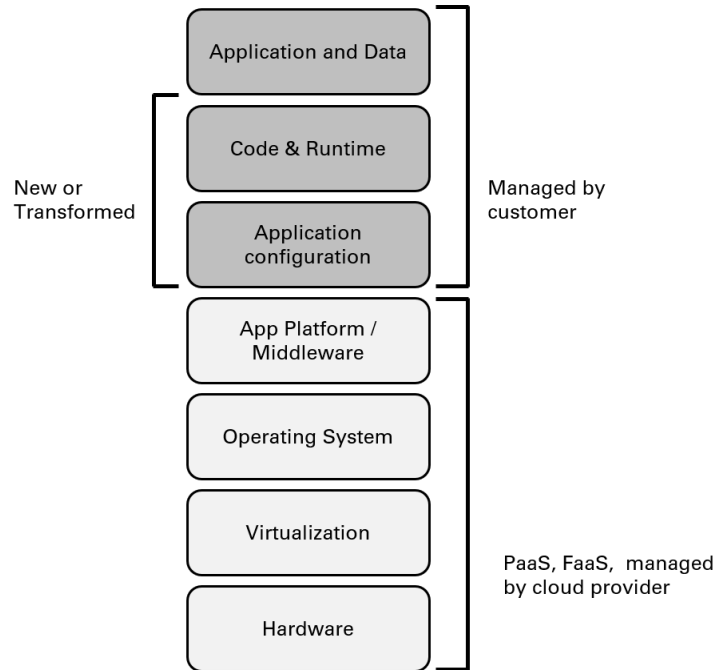 Application and Data
Code & Runtime
New or
Transformed
Managed by
customer
Application
configuration
App Platform /
Middleware
Operating System
Virtualization
PaaS, FaaS,  managed
by cloud provider
Hardware